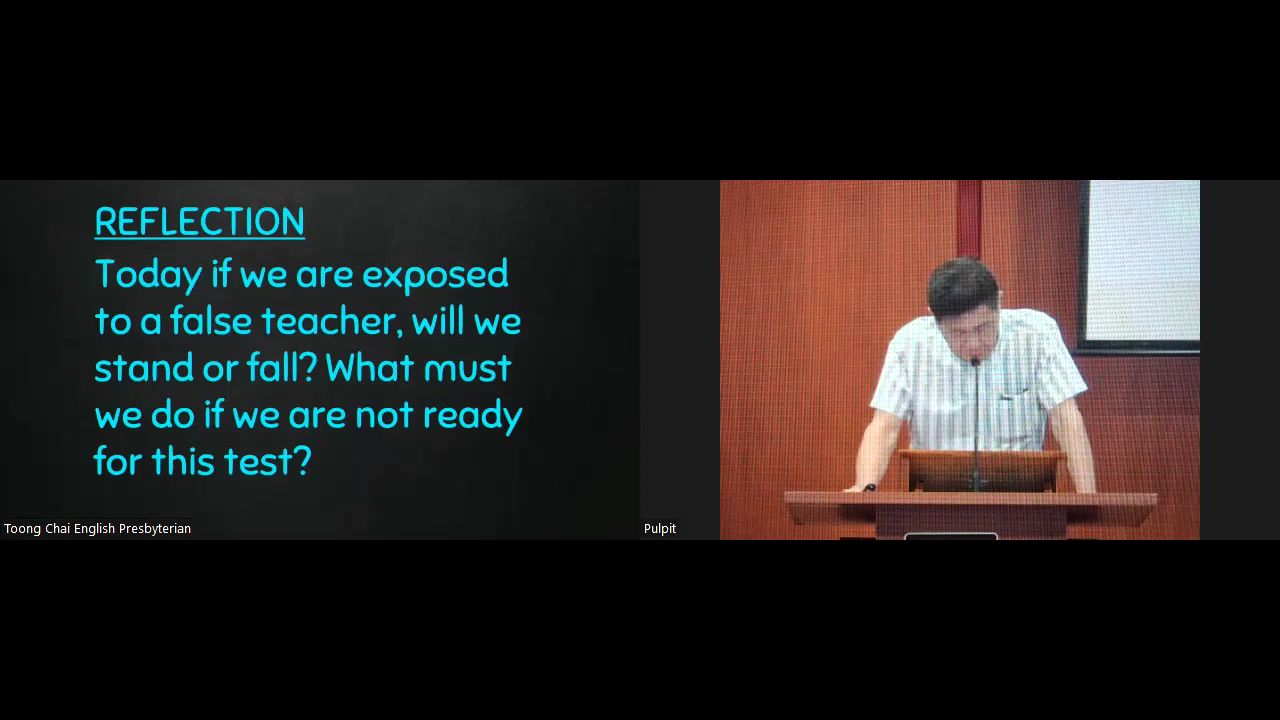 REFLECTION
Today if we are exposed
to a false teacher, will we
stand or fall? What must
we do if we are not ready
for this test?
Toong Chai English Presbyterian
Pulpit